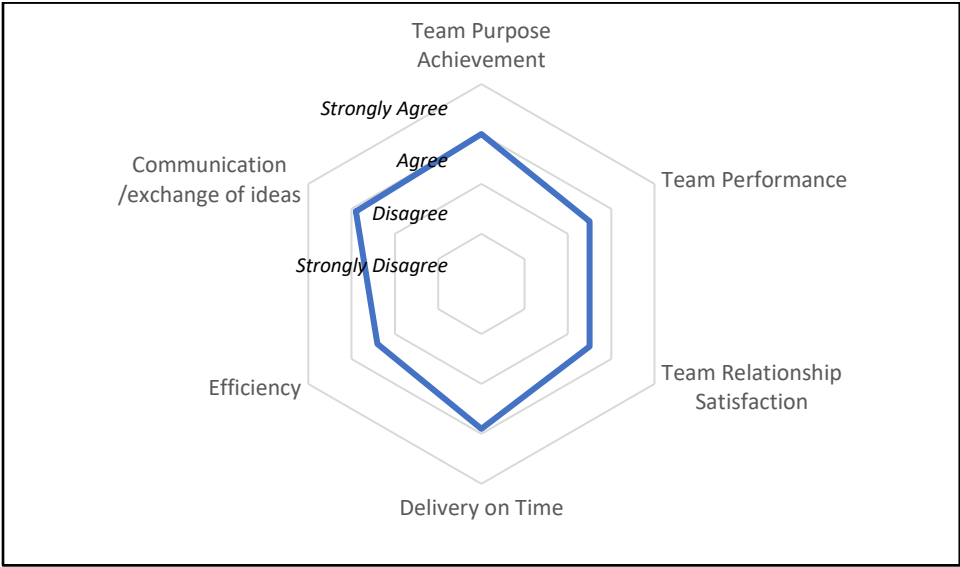 Team Purpose
Achievement
Strongly Agree
Agree
Disagree
Strongly Disagree
Team Performance
Team Relationship
Satisfaction
Delivery on Time
Efficiency
Communication
/exchange of ideas